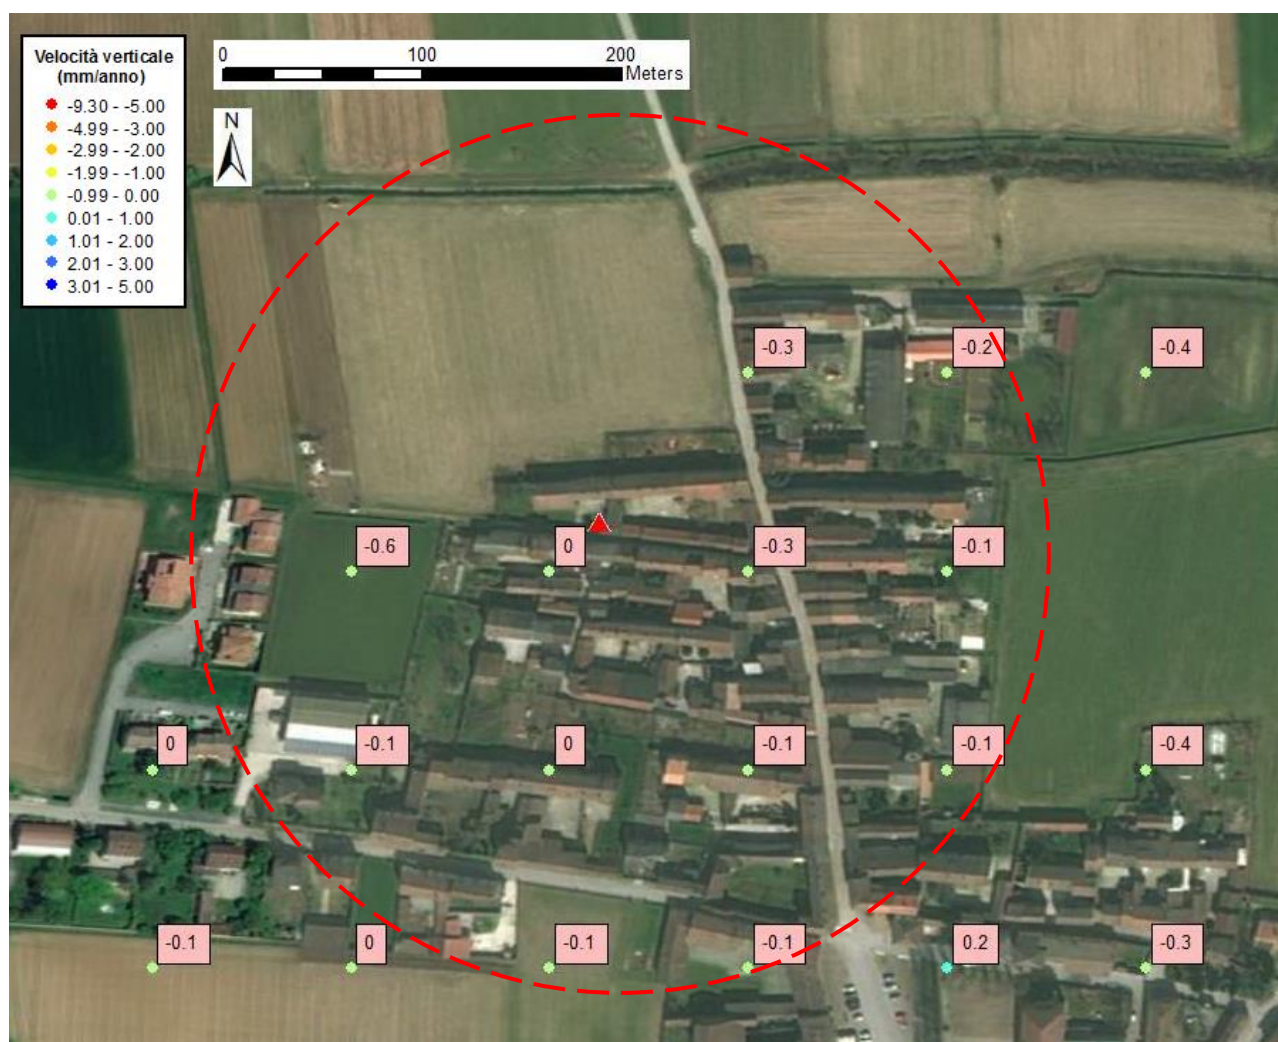 Velocità verticale
(mm/anno)
-9.30 - -5.00
-4.99 - -3.00
-2.99 - -2.00
-1.99 - -1.00
-0.99 - 0.00
0.01 - 1.00
1.01 - 2.00
2.01 - 3.00
3.01 - 5.00
0 100 200
Meters
N
-0.3 -0.2 -0.4
-0.6 0 -0.3 -0.1
0 -0.1 0 -0.1 -0.1 -0.4
-0.1 0 -0.1 -0.1 0.2 -0.3